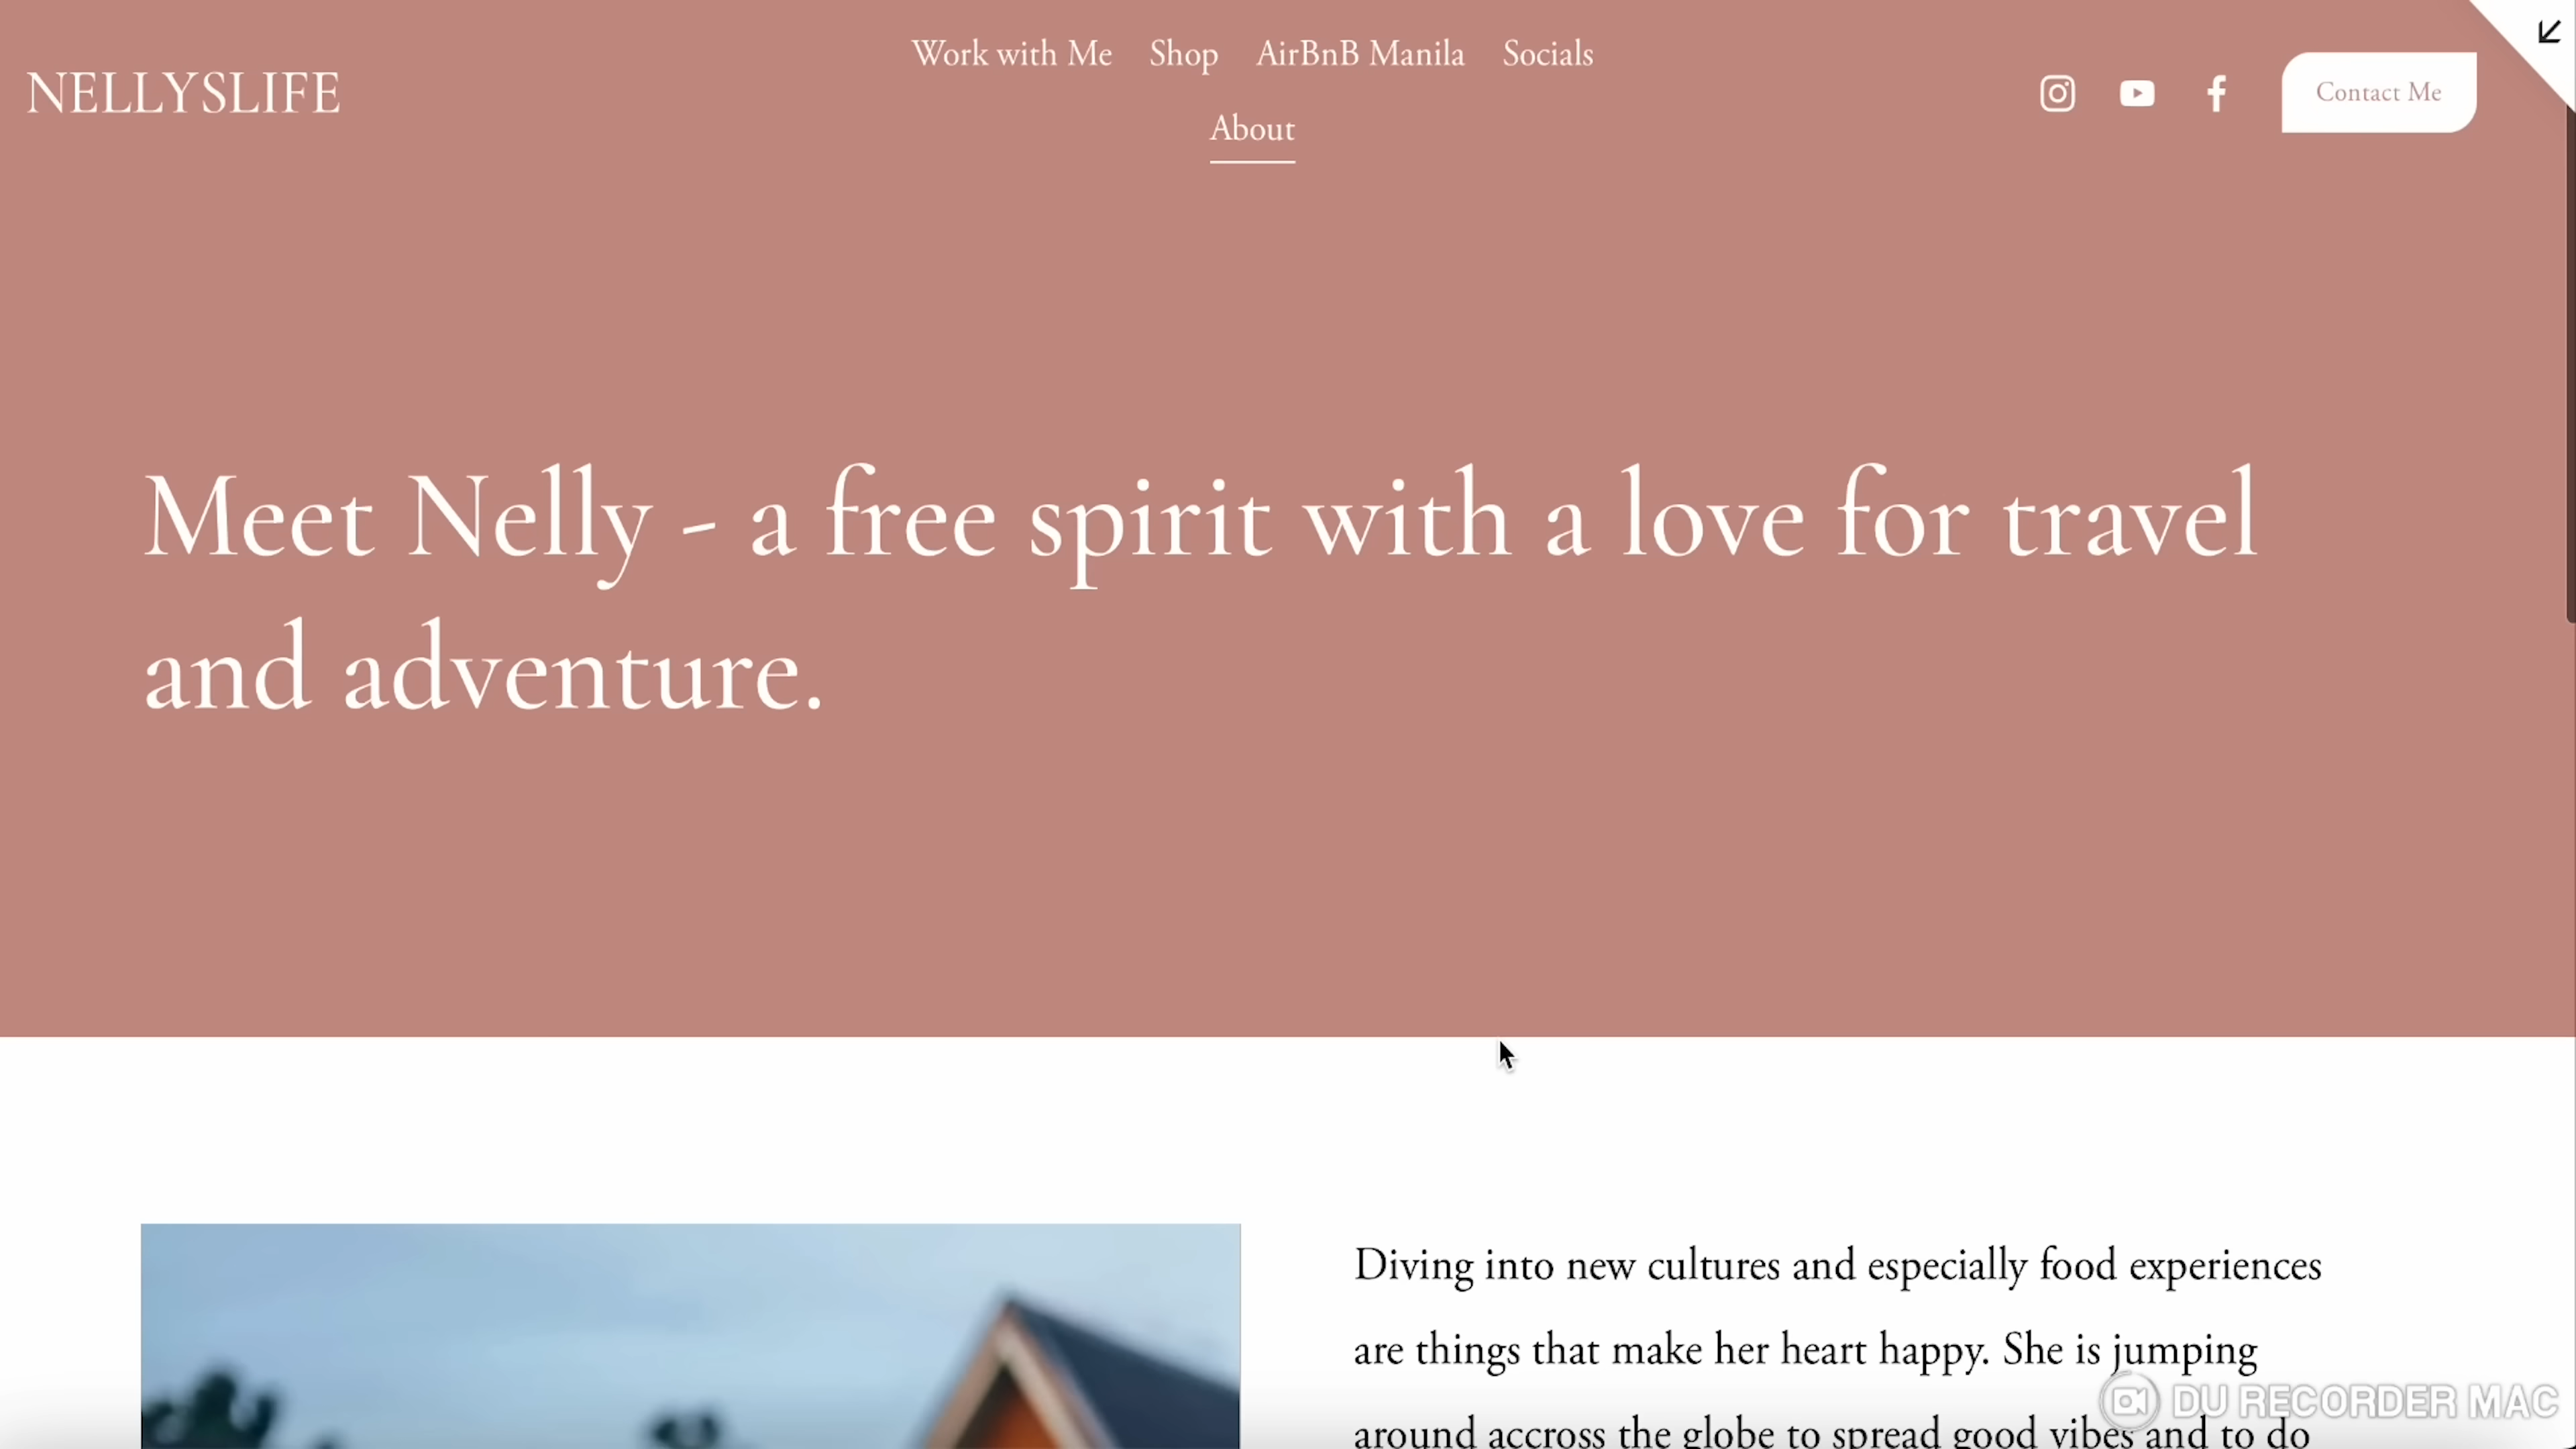 NELLYSLIFE
Work with Me Shop AirBnB Manila Socials
About
Contact Me
Meet Nelly - a free spirit with a love for travel
and adventure.
Diving into new cultures and especially food experiences
are things that make her heart happy. She is jumping
around accross the globe to spread good vibes and to do
DU RECORDER MAC